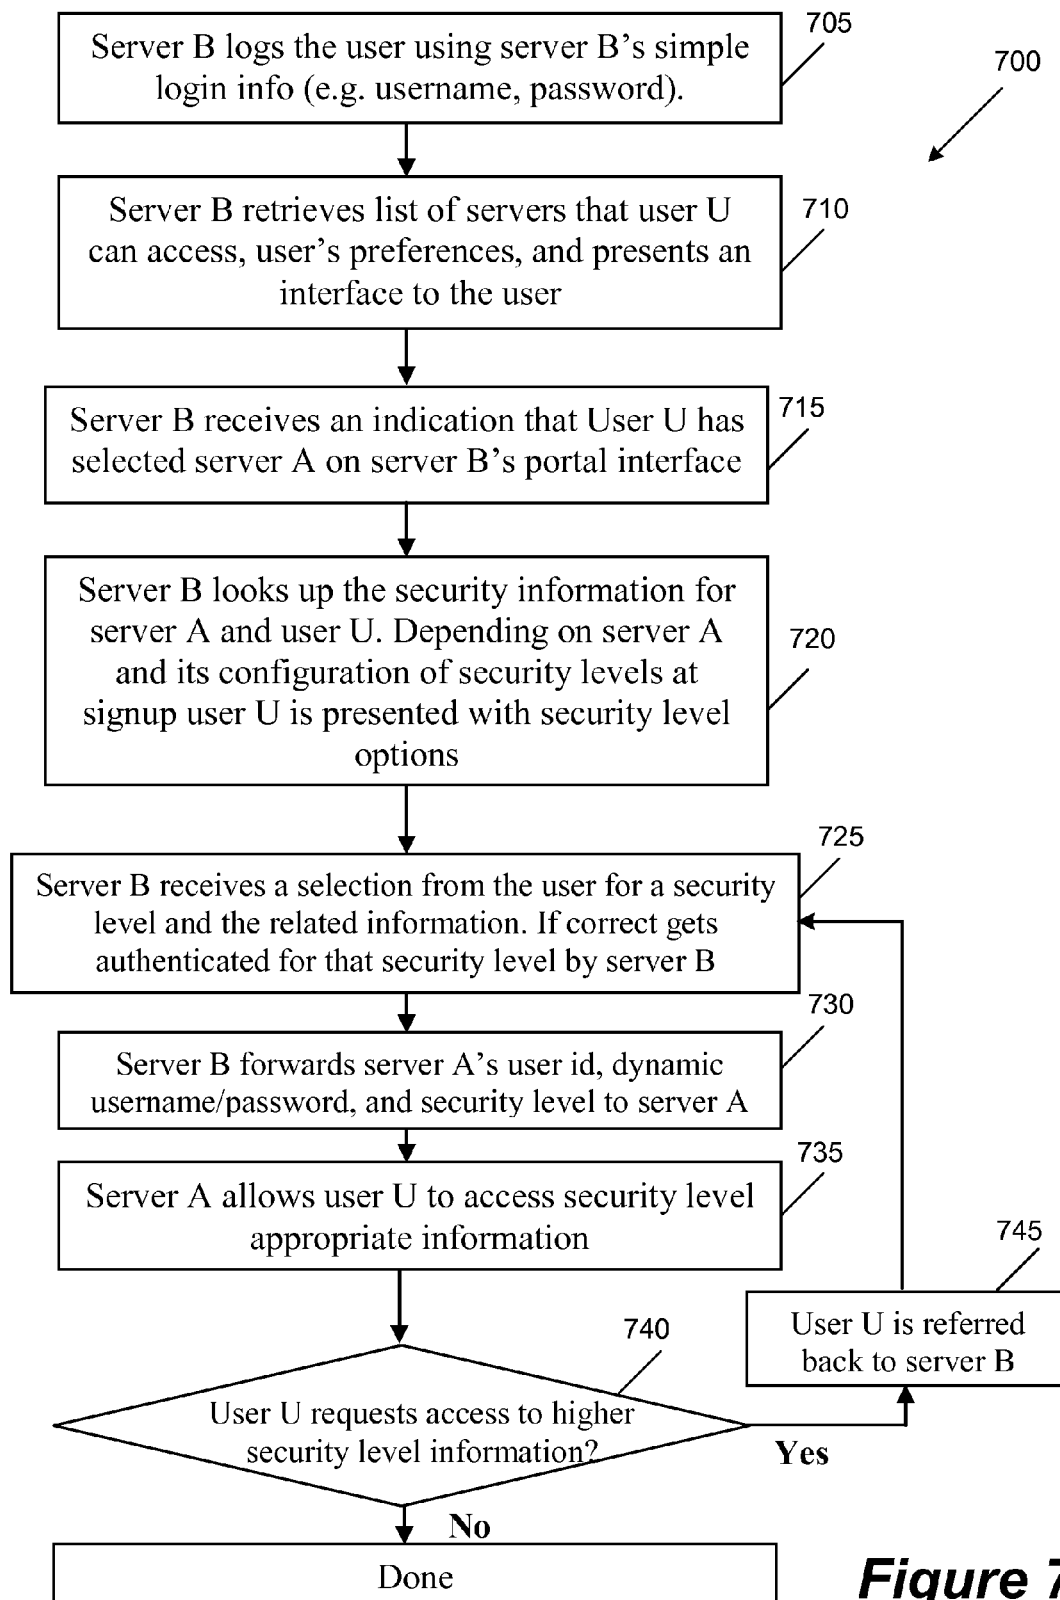 Server B logs the user using server B's simple
login info (e.g. username, password).
705
700
Server B retrieves list of servers that user U
can access, user's preferences, and presents an
interface to the user
710
Server B receives an indication that User U has
selected server A on server B's portal interface
715
Server B looks up the security information for
server A and user U. Depending on server A
and its configuration of security levels at
signup user U is presented with security level
options
720
Server B receives a selection from the user for a security
level and the related information. If correct gets
authenticated for that security level by server B
725
Server B forwards server A's user id, dynamic
username/password, and security level to server A
730
Server A allows user U to access security level
appropriate information
735
User U is referred
back to server B
745
User U requests access to higher
security level information?
740
Yes
No
Done
Figure 7